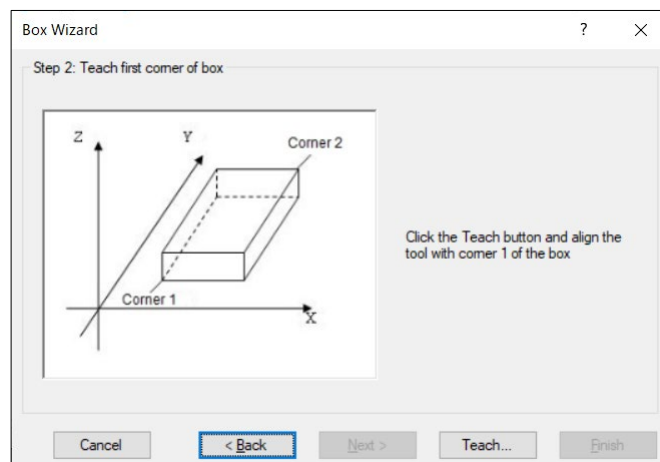 Box Wizard
?
Step 2: Teach first corner of box
Z
Y
Corner 2
Click the Teach button and align the
tool with corner 1 of the box
Corner 1
X
Cancel
< Back
Next >
Teach...
Finish